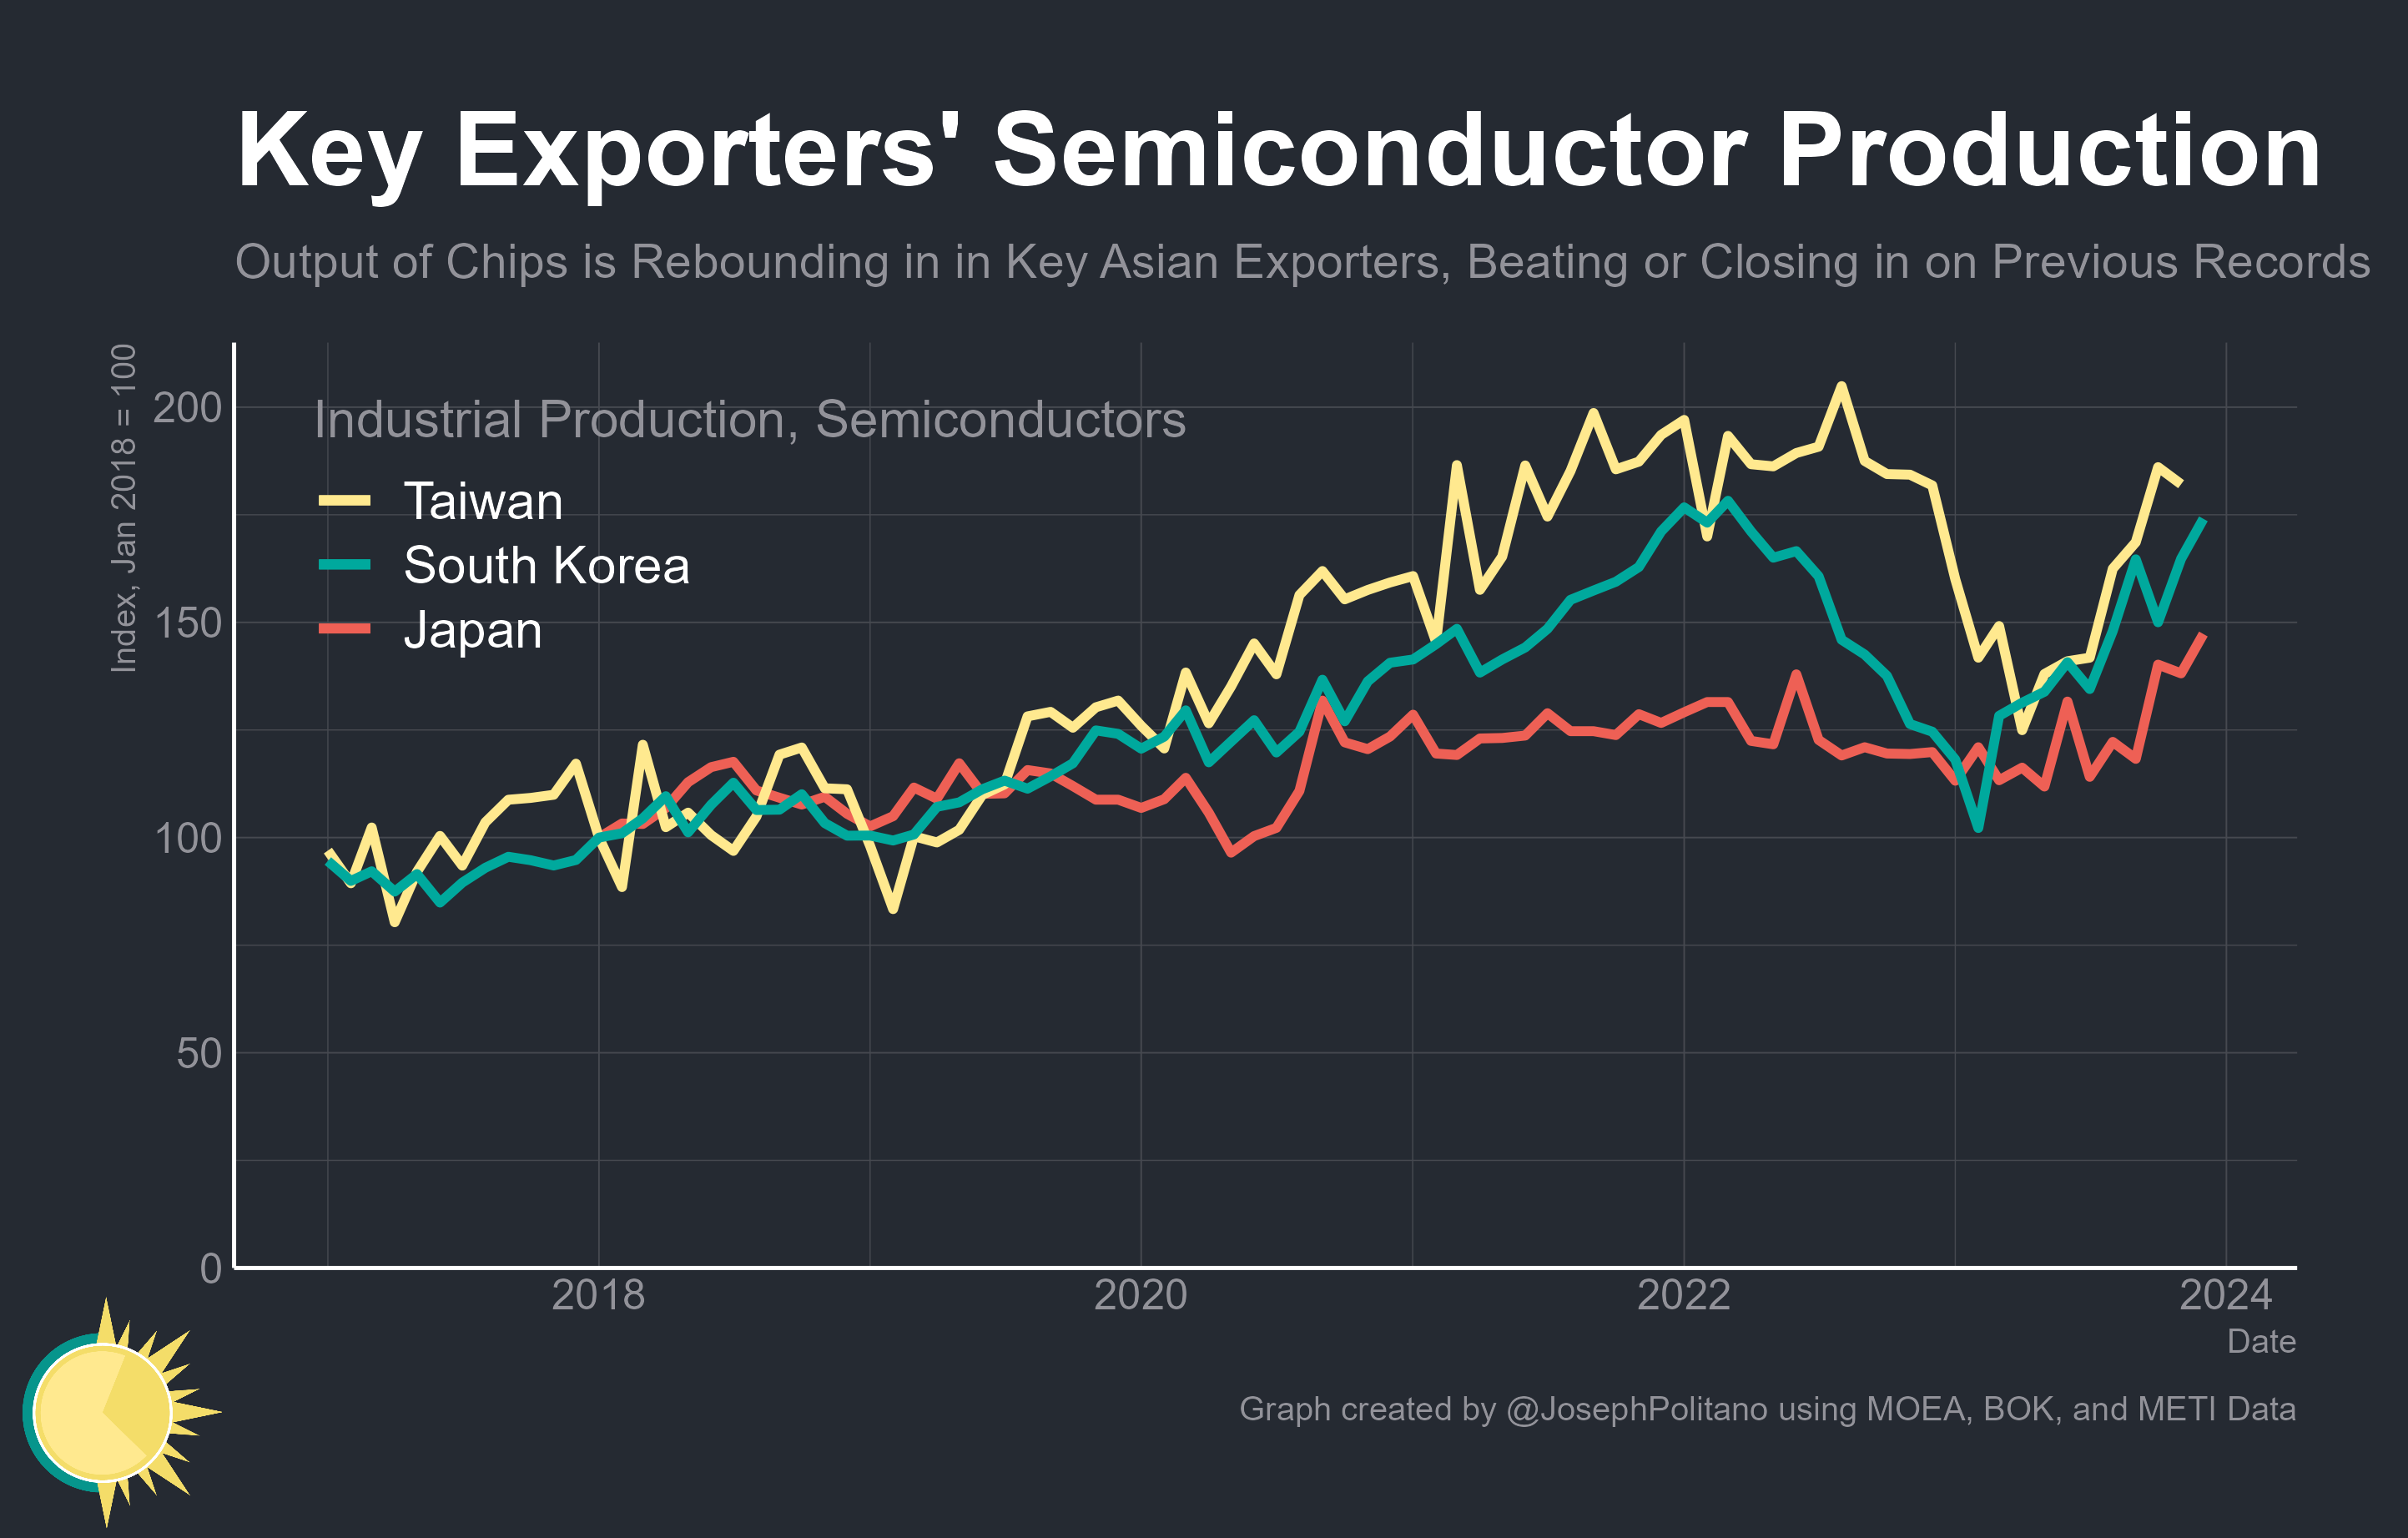 Key Exporters' Semiconductor Production
Output of Chips is Rebounding in in Key Asian Exporters, Beating or Closing in on Previous Records
Index, Jan 2018 = 100
200
150
100
50
0
Industrial Production, Semiconductors
Taiwan
South Korea
Japan
2018 2020 2022 2024
Date
Graph created by @JosephPolitano using MOEA, BOK, and METI Data